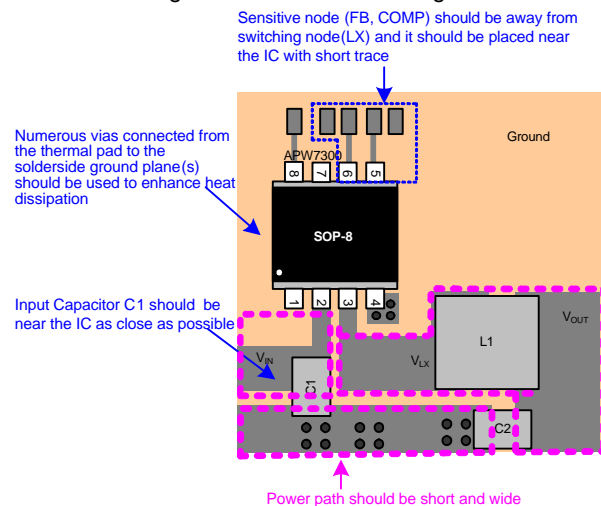 Sensitive node (FB, COMP) should be away from
switching node(LX) and it should be placed near
the IC with short trace
Numerous vias connected from
the thermal pad to the
solderside ground plane(s)
should be used to enhance heat
dissipation
Ground
APW7300
8
7
6
5
SOP-8
1
2
3
4
Input Capacitor C1 should be
near the IC as close as possible
L1
VOUT
VIN
VLX
C1
C2
Power path should be short and wide